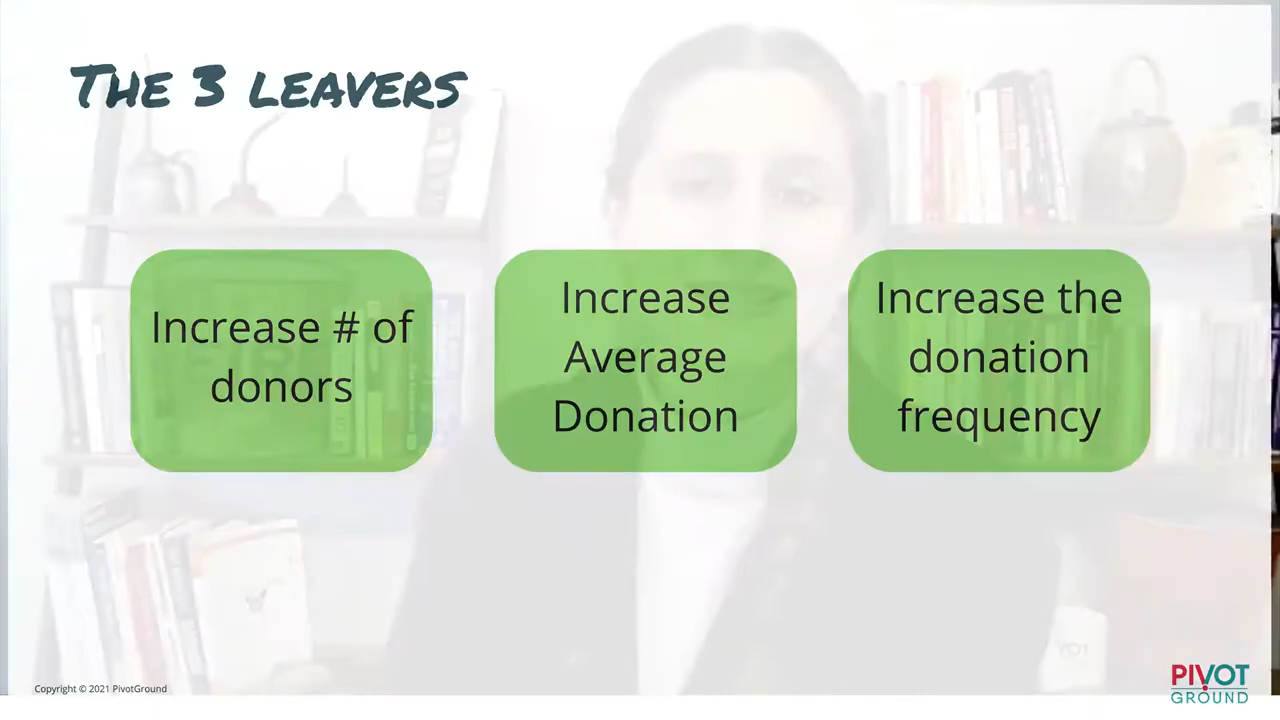 THE 3 LEAVERS
Increase # of
donors
Increase
Average
Donation
Increase the
donation
frequency
Copyright © 2021 PivotGround
PIVOT
GROUND